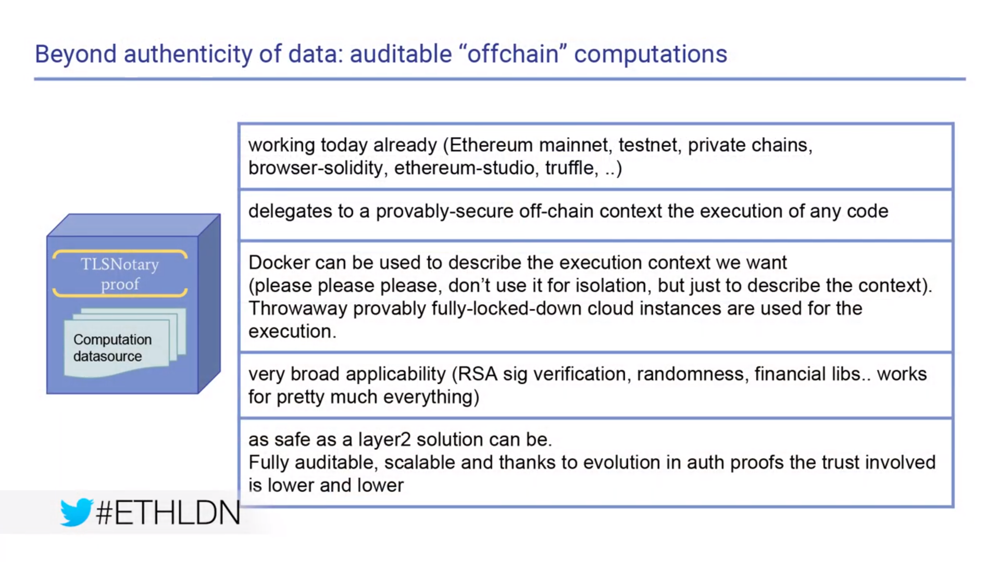 Beyond authenticity of data: auditable “offchain” computations
working today already (Ethereum mainnet, testnet, private chains,
browser-solidity, ethereum-studio, truffle, ..)
delegates to a provably-secure off-chain context the execution of any code
TLSNotary
proof
Computation
datasource
Docker can be used to describe the execution context we want
(please please please, don’t use it for isolation, but just to describe the context).
Throwaway provably fully-locked-down cloud instances are used for the
execution.
very broad applicability (RSA sig verification, randomness, financial libs.. works
for pretty much everything)
as safe as a layer2 solution can be.
Fully auditable, scalable and thanks to evolution in auth proofs the trust involved
is lower and lower
#ETHLDN